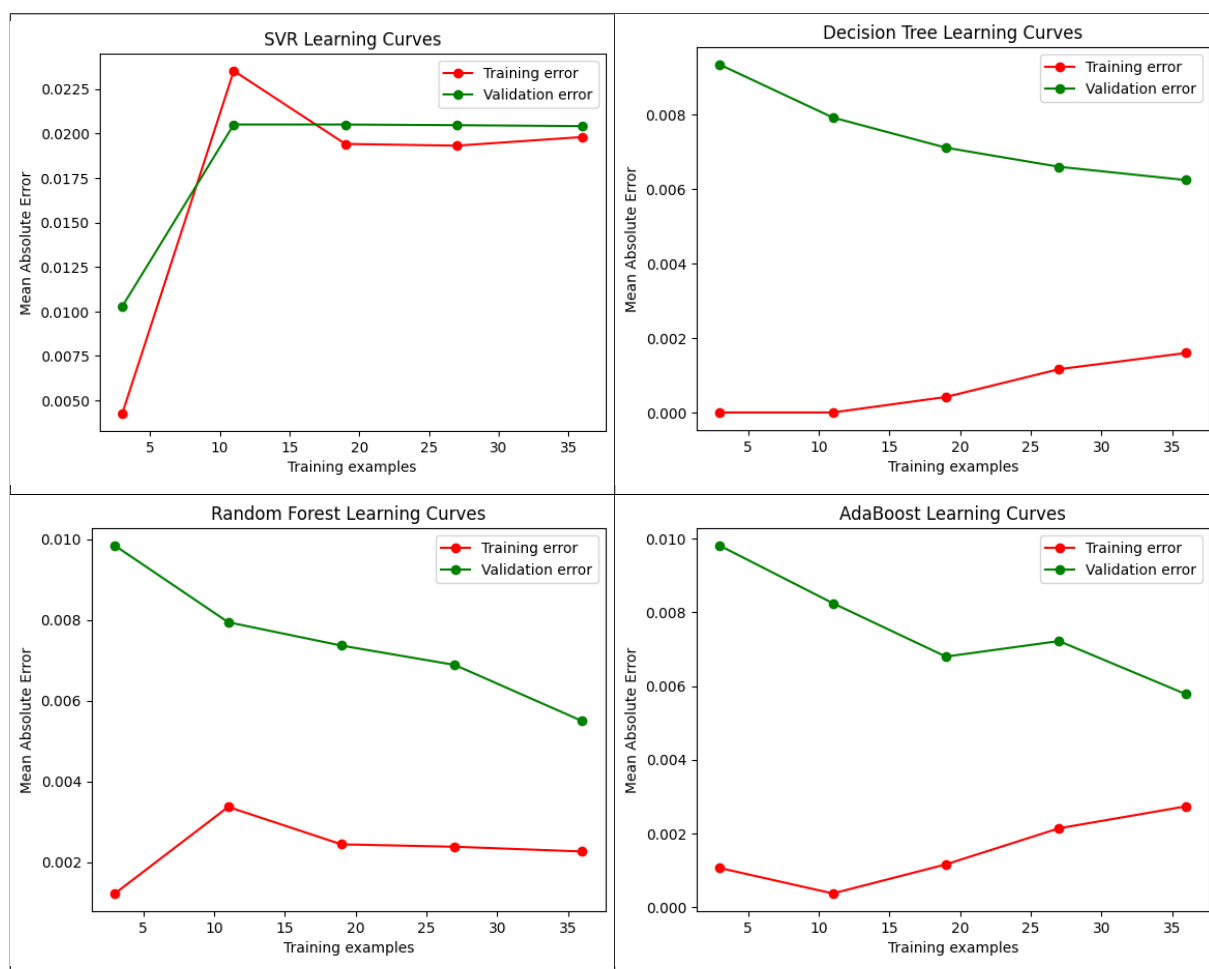 SVR Learning Curves
Training error
Validation error
0.0225
0.0200
0.0175
0.0150
0.0125
0.0100
0.0075
0.0050
Mean Absolute Error
5 10 15 20 25 30 35
Training examples
Decision Tree Learning Curves
Training error
Validation error
0.008
0.006
0.004
0.002
0.000
Mean Absolute Error
5 10 15 20 25 30 35
Training examples
Random Forest Learning Curves
Training error
Validation error
0.010
0.008
0.006
0.004
0.002
Mean Absolute Error
5 10 15 20 25 30 35
Training examples
AdaBoost Learning Curves
Training error
Validation error
0.010
0.008
0.006
0.004
0.002
0.000
Mean Absolute Error
5 10 15 20 25 30 35
Training examples